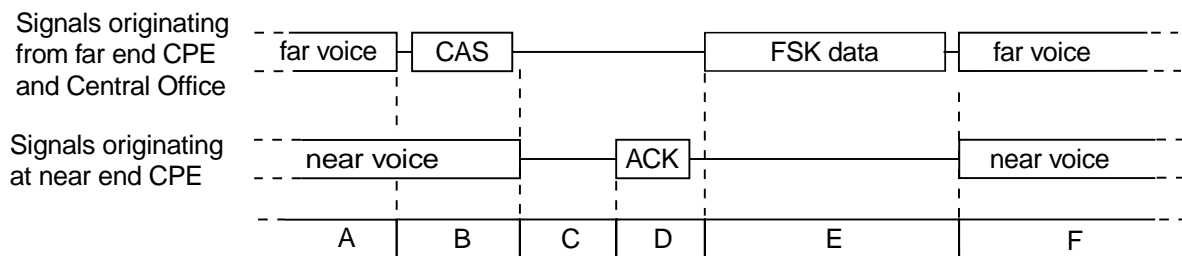 Signals originating
from far end CPE
and Central Office
far voice
CAS
FSK data
far voice
Signals originating
at near end CPE
near voice
ACK
near voice
A
B
C
D
E
F